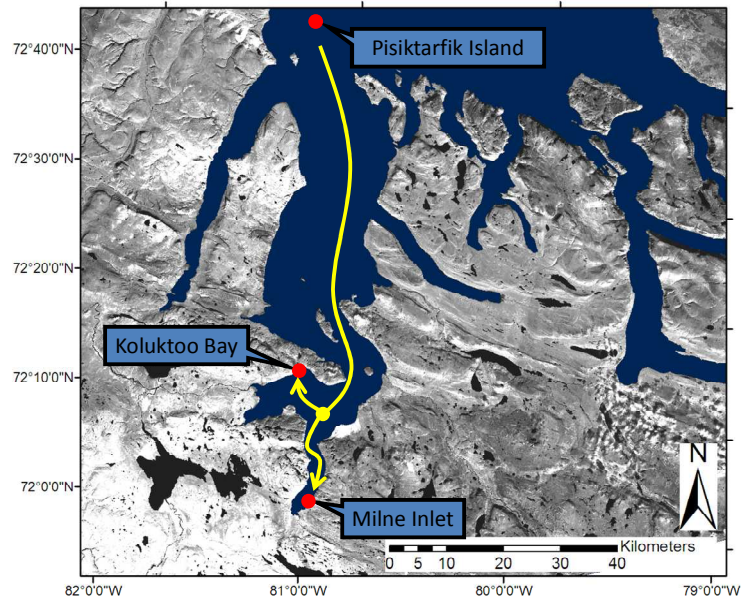 72°40'0"N
Pisiktarfik Island
72°30'0"N
72°20'0"N
Koluktoo Bay
72°10'0"N
72°0'0"N
N
Milne Inlet
Kilometers
0 5 10 20 30 40
82°0'0"W 81°0'0"W 80°0'0"W 79°0'0"W